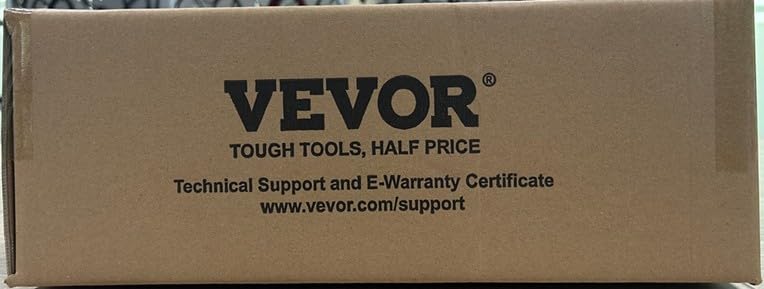 VEVOR®
TOUGH TOOLS, HALF PRICE
Technical Support and E-Warranty Certificate
www.vevor.com/support